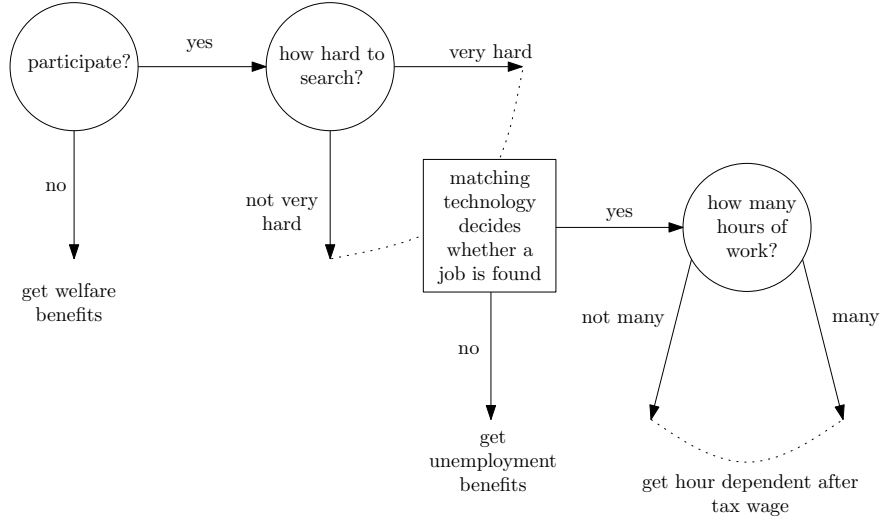 participate?
yes
how hard to
search?
very hard
no
not very
hard
get welfare
benefits
matching
technology
decides
whether a
job is found
yes
how many
hours of
work?
no
not many
many
get
unemployment
benefits
get hour dependent after
tax wage